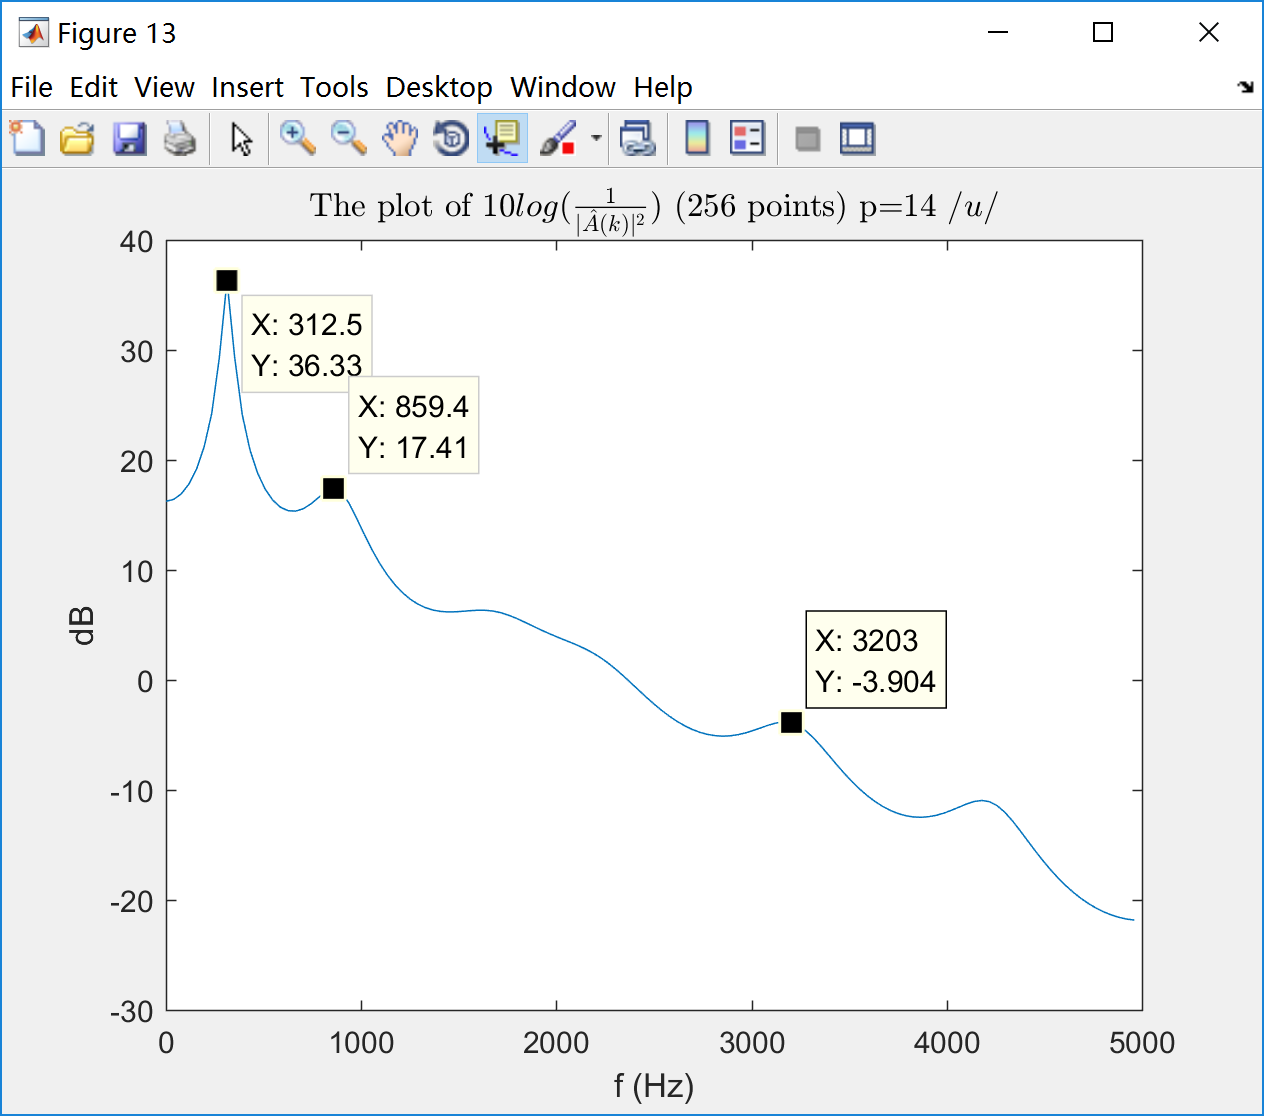 Figure 13
File Edit View Insert Tools Desktop Window Help
The plot of 10log(1/|Â(k)|²) (256 points) p=14 /u/
40
30
20
10
0
-10
-20
-30
dB
X: 312.5
Y: 36.33
X: 859.4
Y: 17.41
X: 3203
Y: -3.904
0 1000 2000 3000 4000 5000
f (Hz)